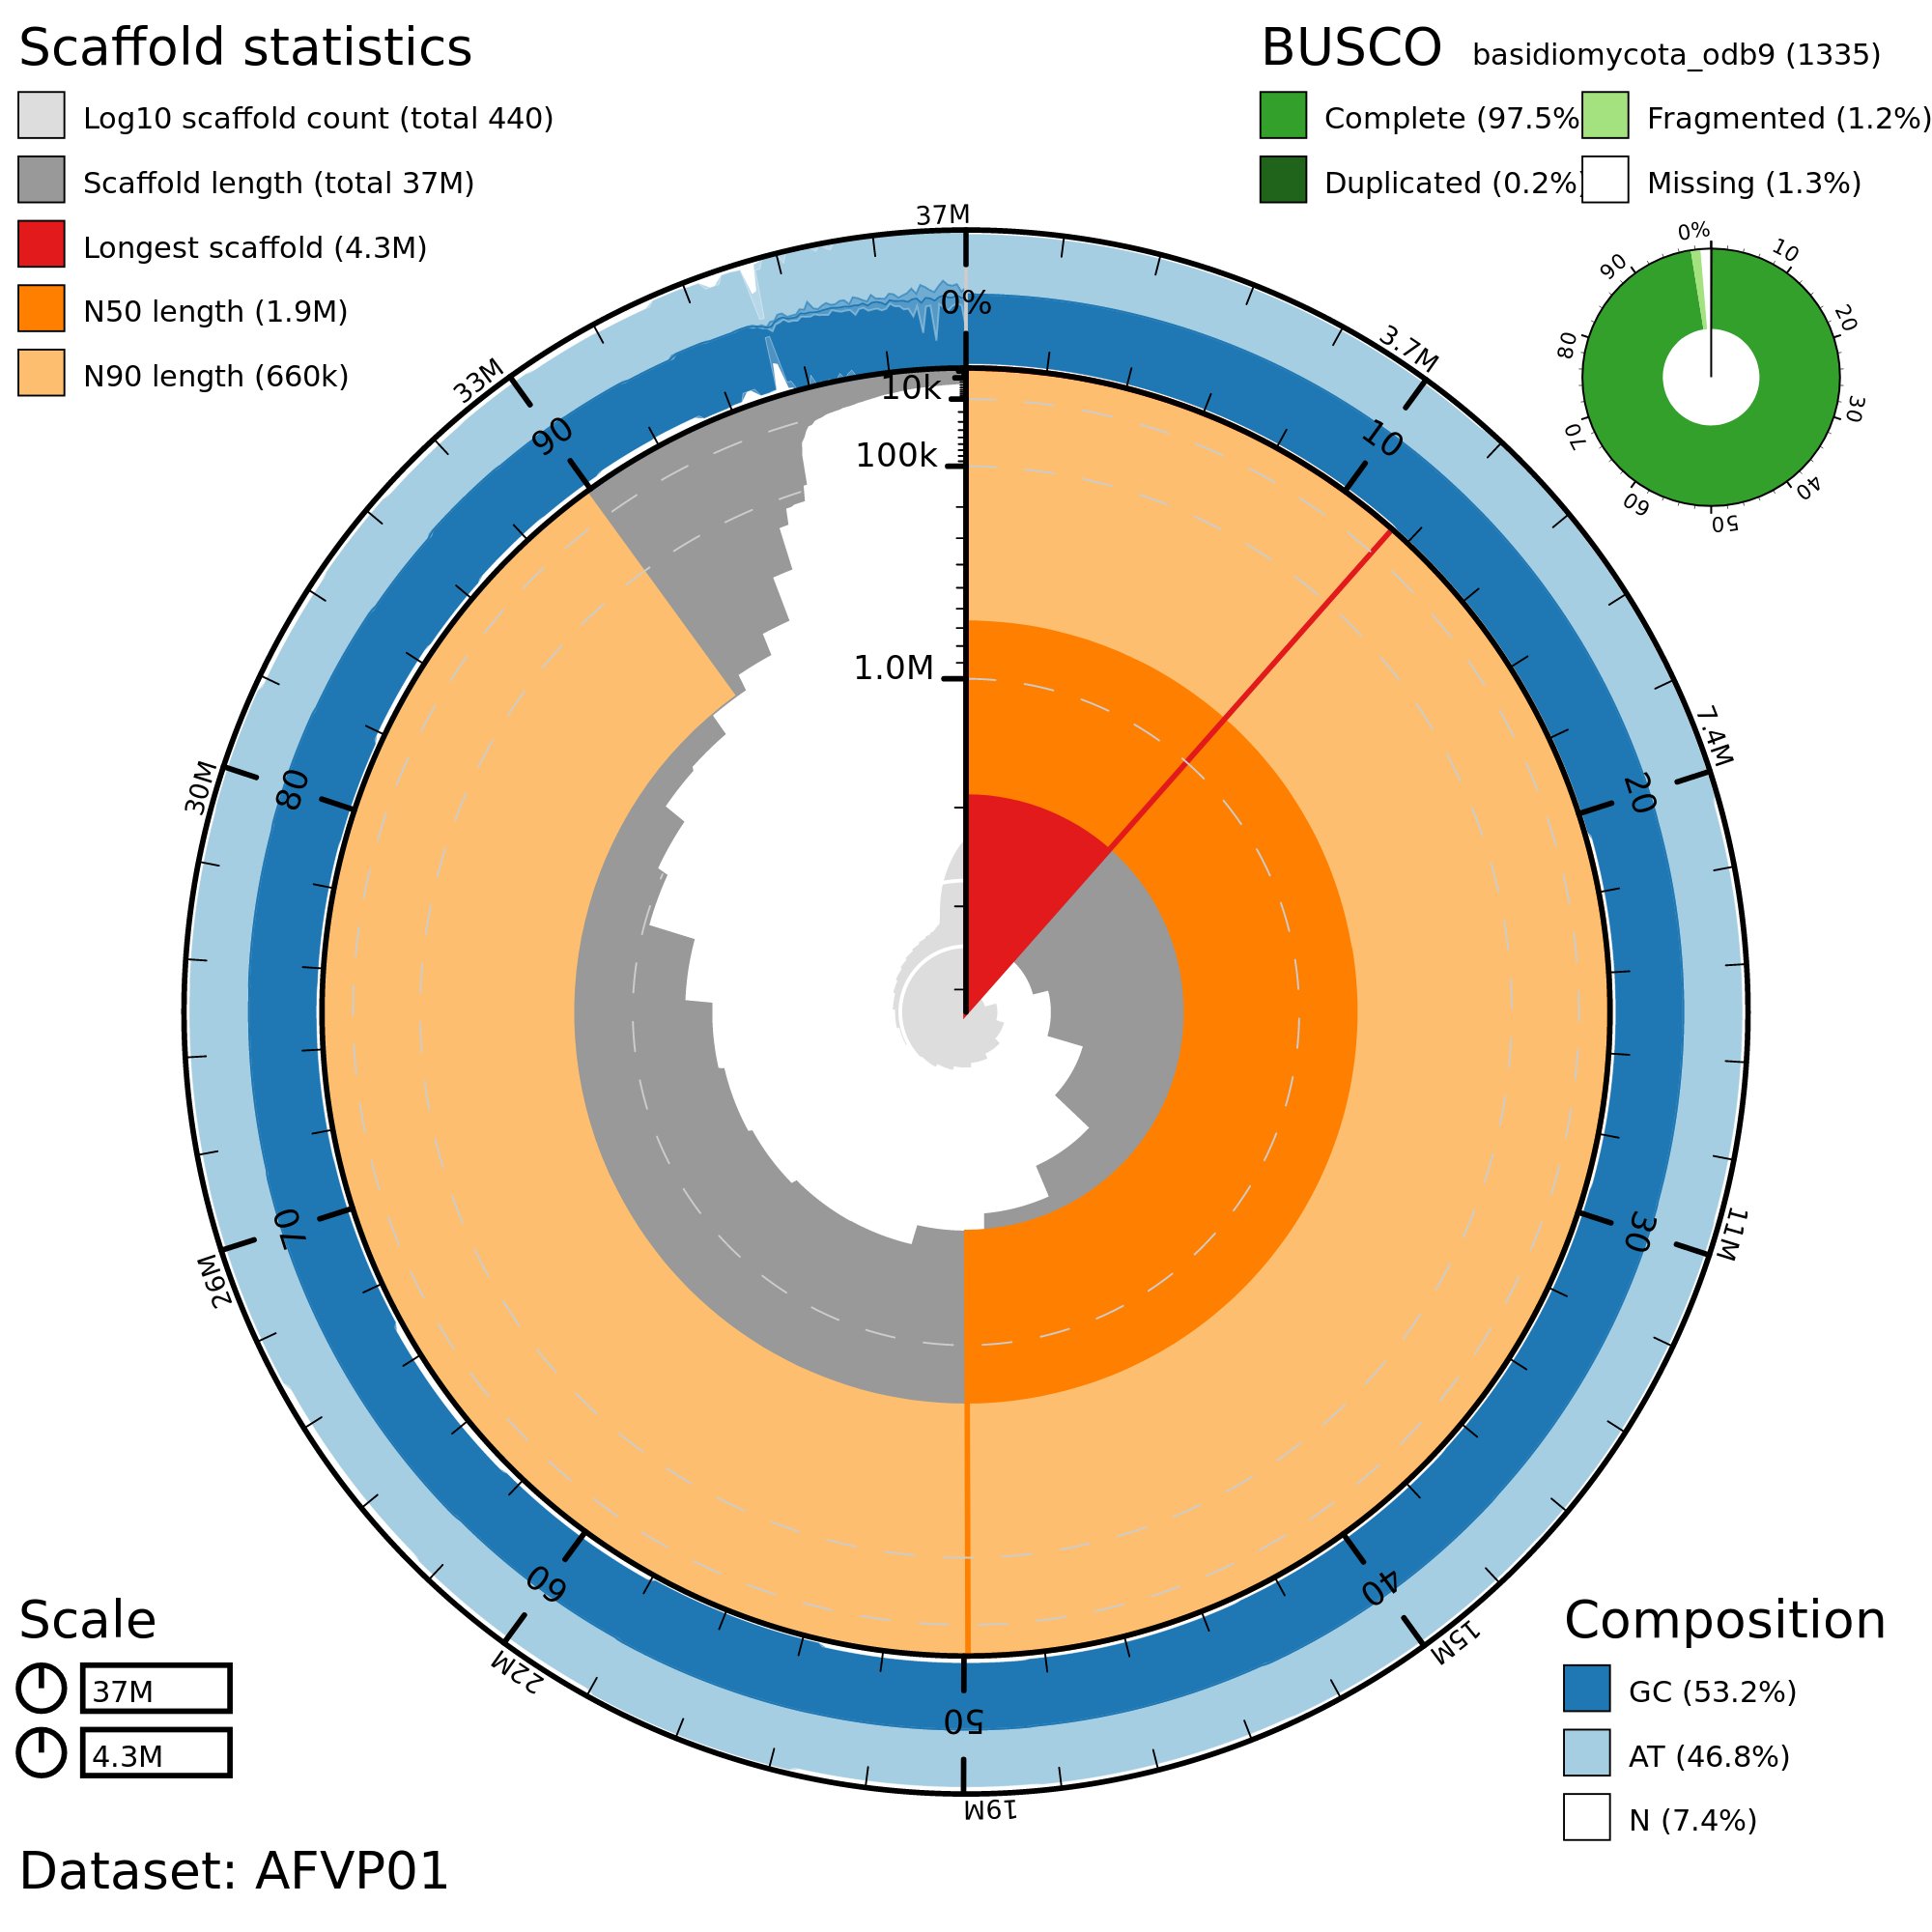 Scaffold statistics
Log10 scaffold count (total 440)
Scaffold length (total 37M)
Longest scaffold (4.3M)
N50 length (1.9M)
N90 length (660k)
BUSCO basidiomycota_odb9 (1335)
Complete (97.5% Fragmented (1.2%)
Duplicated (0.2%) Missing (1.3%)
0%
10
20
30
40
50
60
70
80
90
37M
3.7M
7.4M
11M
15M
19M
22M
26M
30M
33M
0%
10
20
30
40
50
60
70
80
90
10k
100k
1.0M
Scale
37M
4.3M
Composition
GC (53.2%)
AT (46.8%)
N (7.4%)
Dataset: AFVP01